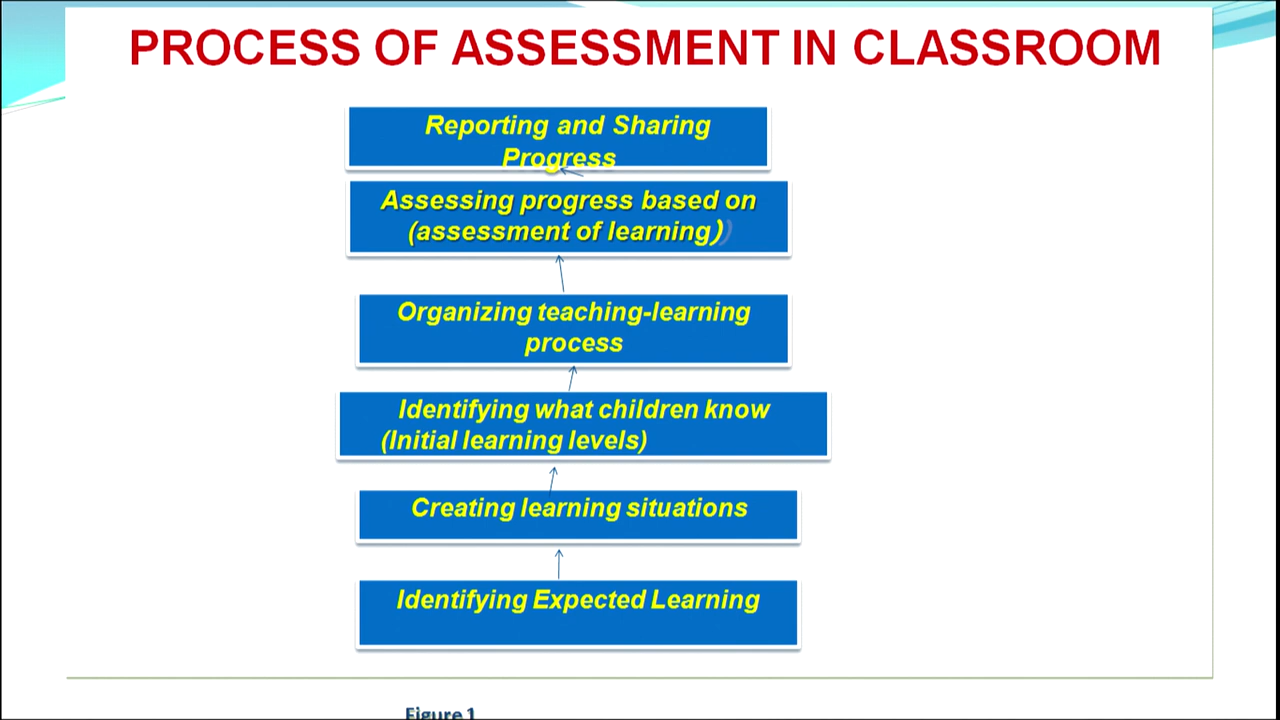 PROCESS OF ASSESSMENT IN CLASSROOM
Reporting and Sharing
Progress
Assessing progress based on
(assessment of learning))
Organizing teaching-learning
process
Identifying what children know
(Initial learning levels)
Creating learning situations
Identifying Expected Learning
Figure 1